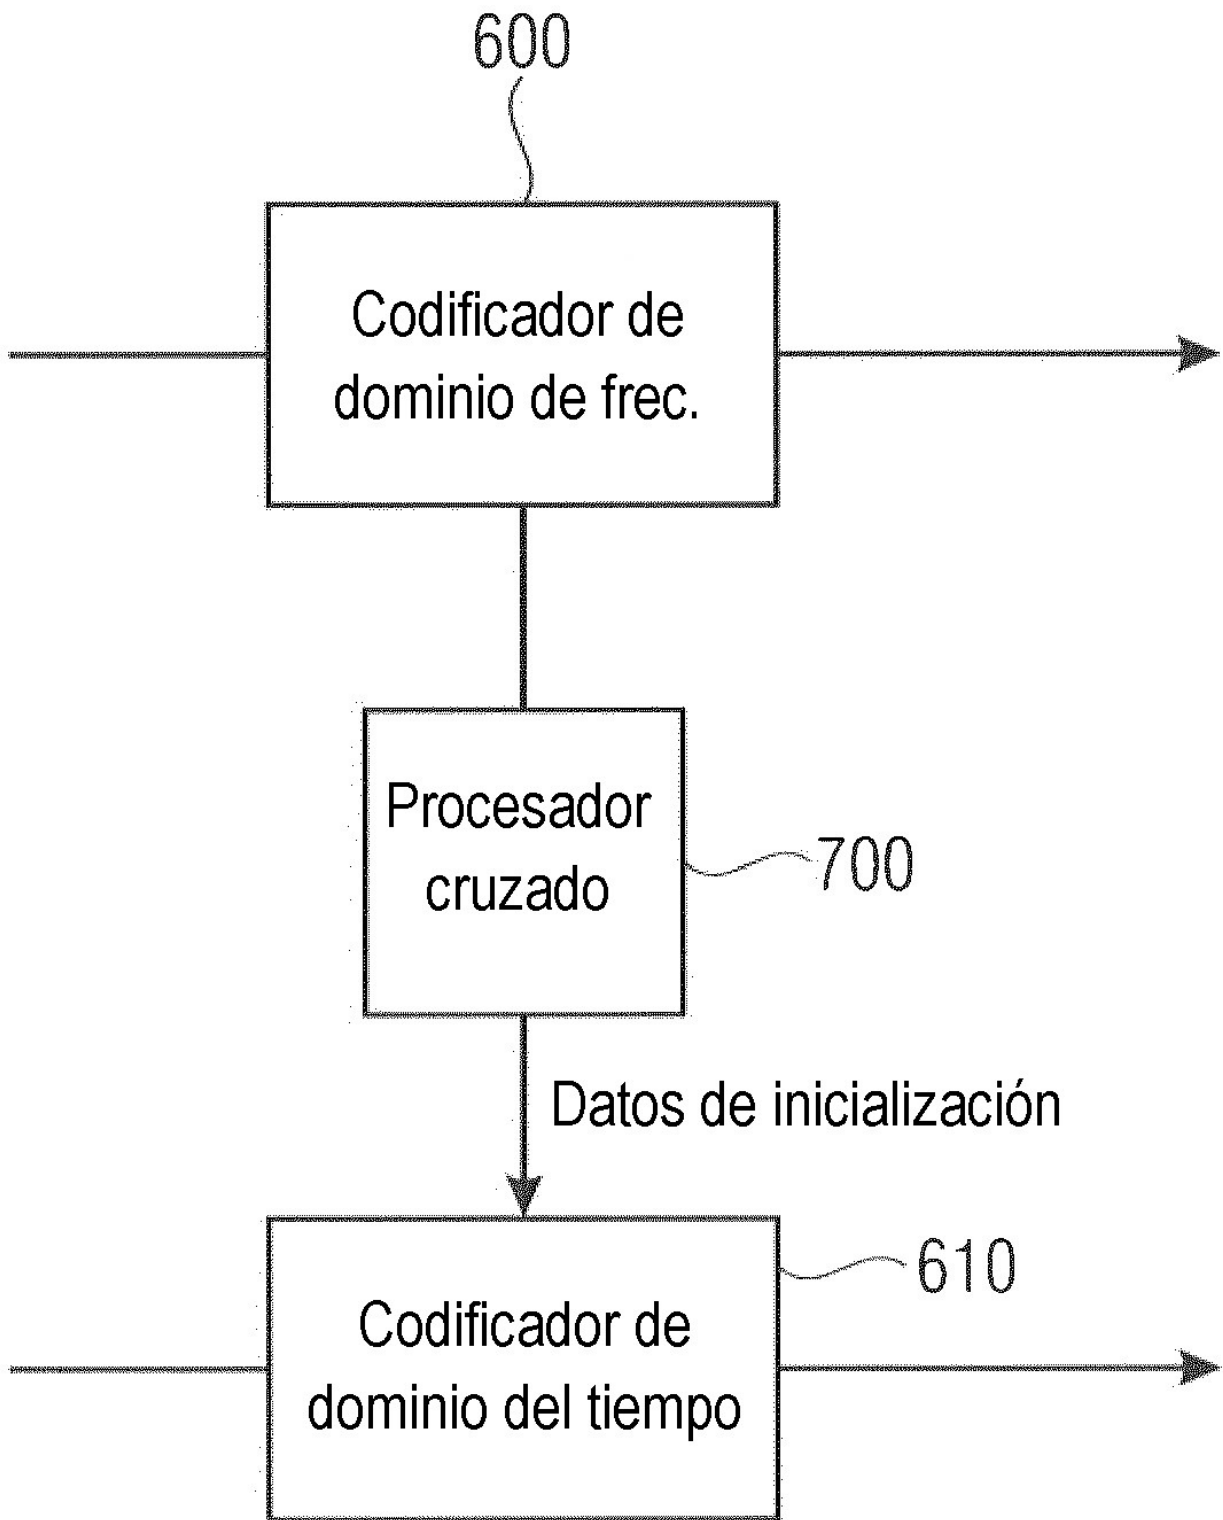 600
Codificador de
dominio de frec.
Procesador
cruzado
700
Datos de inicialización
610
Codificador de
dominio del tiempo